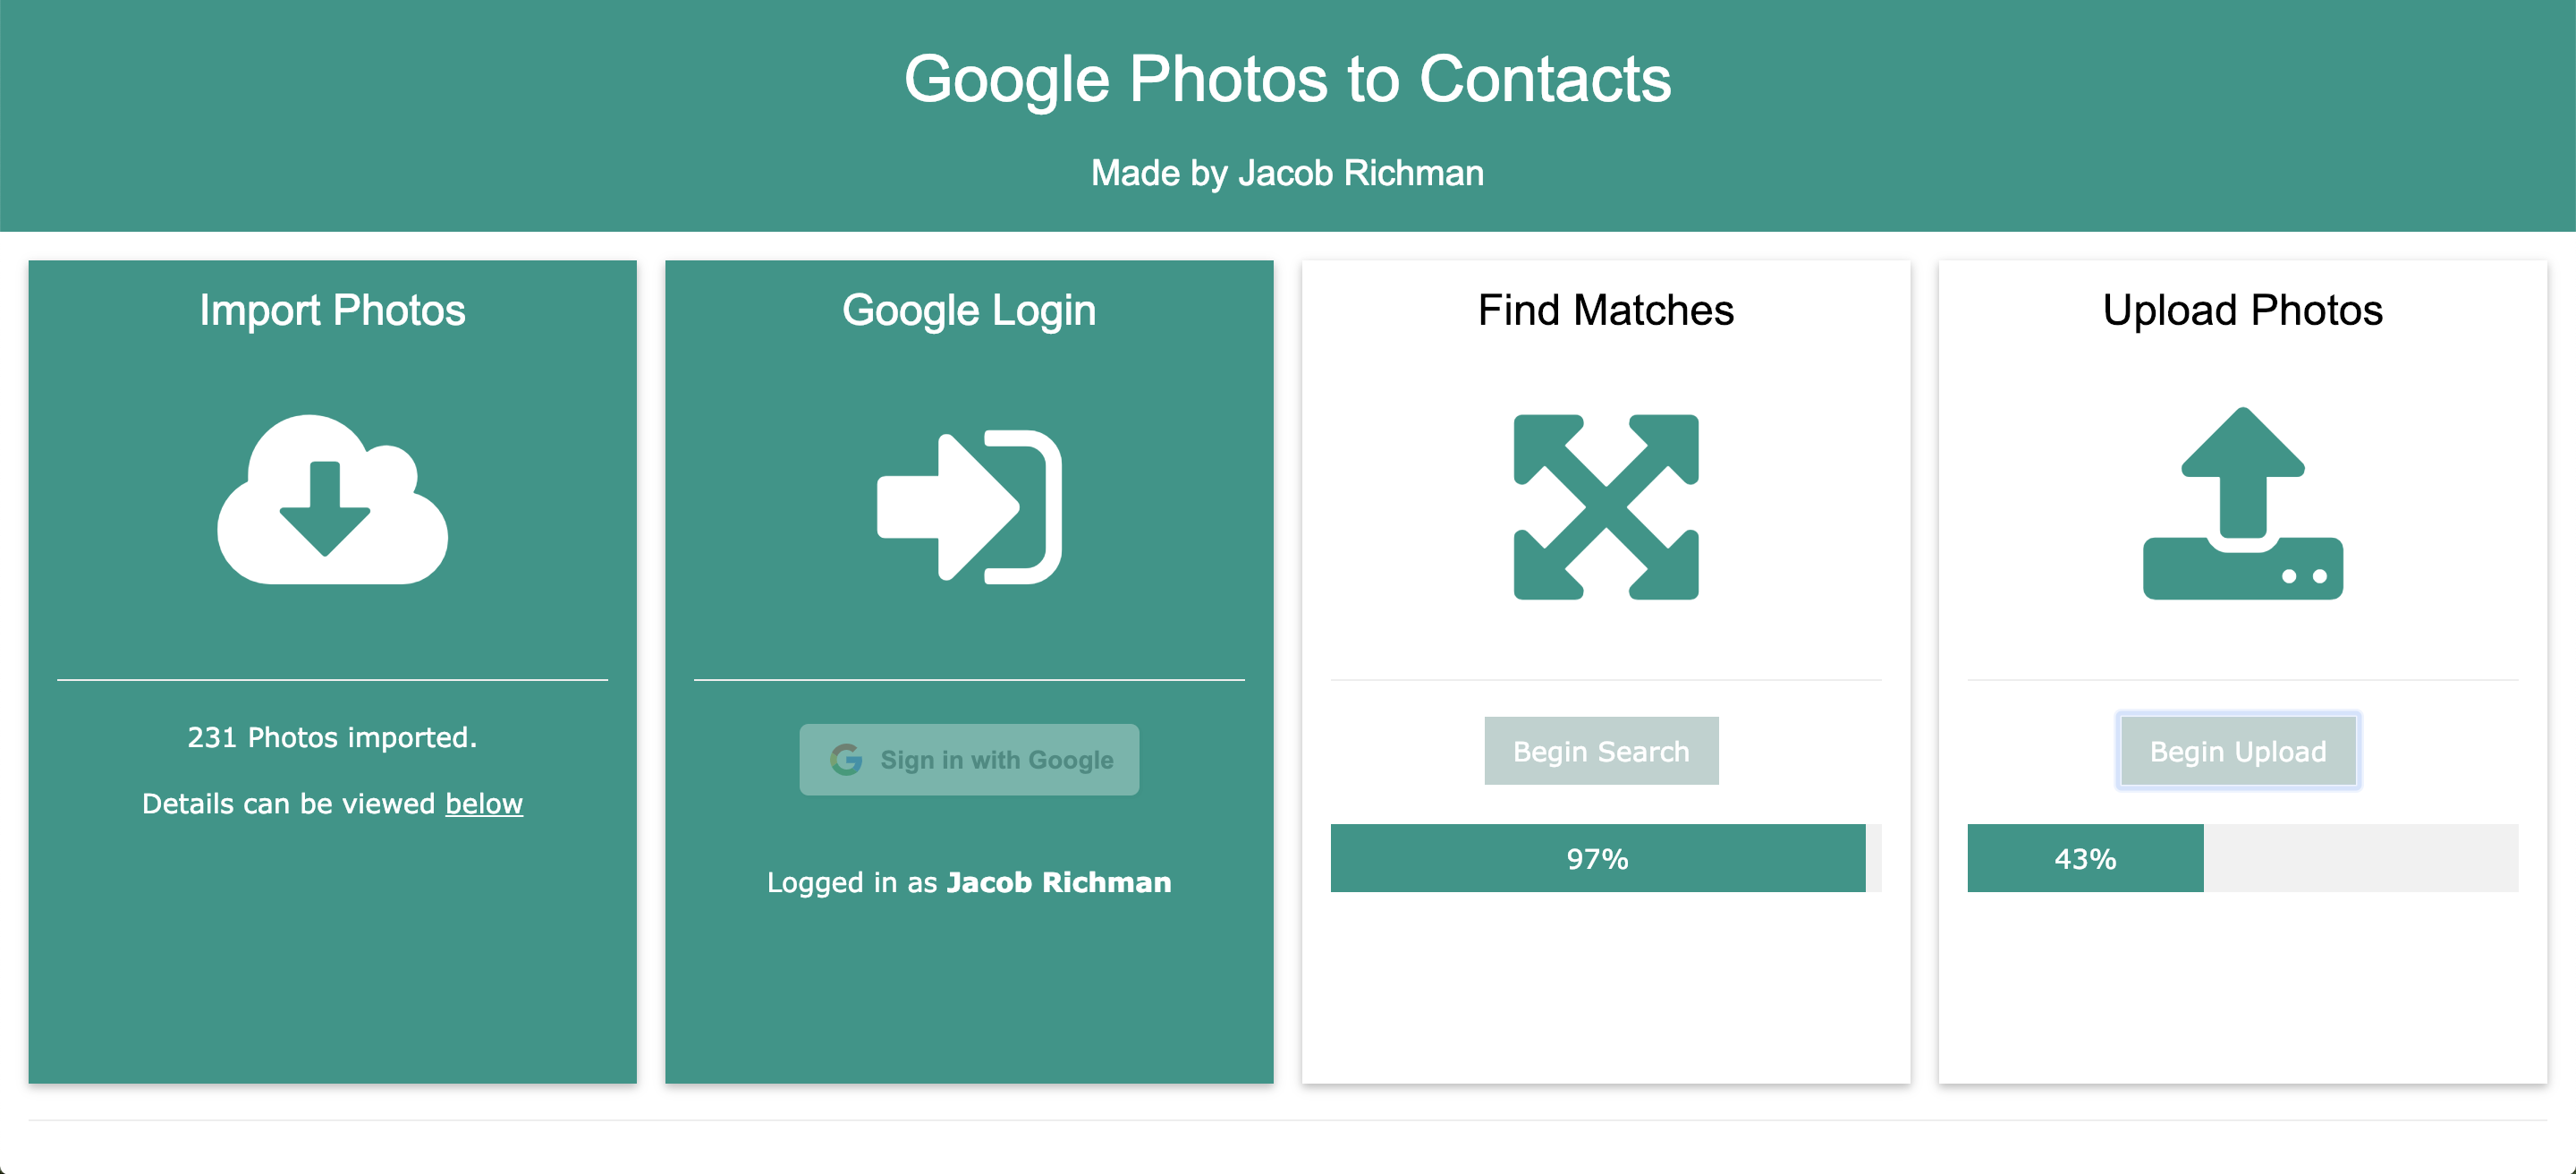 Google Photos to Contacts
Made by Jacob Richman
Import Photos
231 Photos imported.
Details can be viewed below
Google Login
Sign in with Google
Logged in as Jacob Richman
Find Matches
Begin Search
97%
Upload Photos
Begin Upload
43%